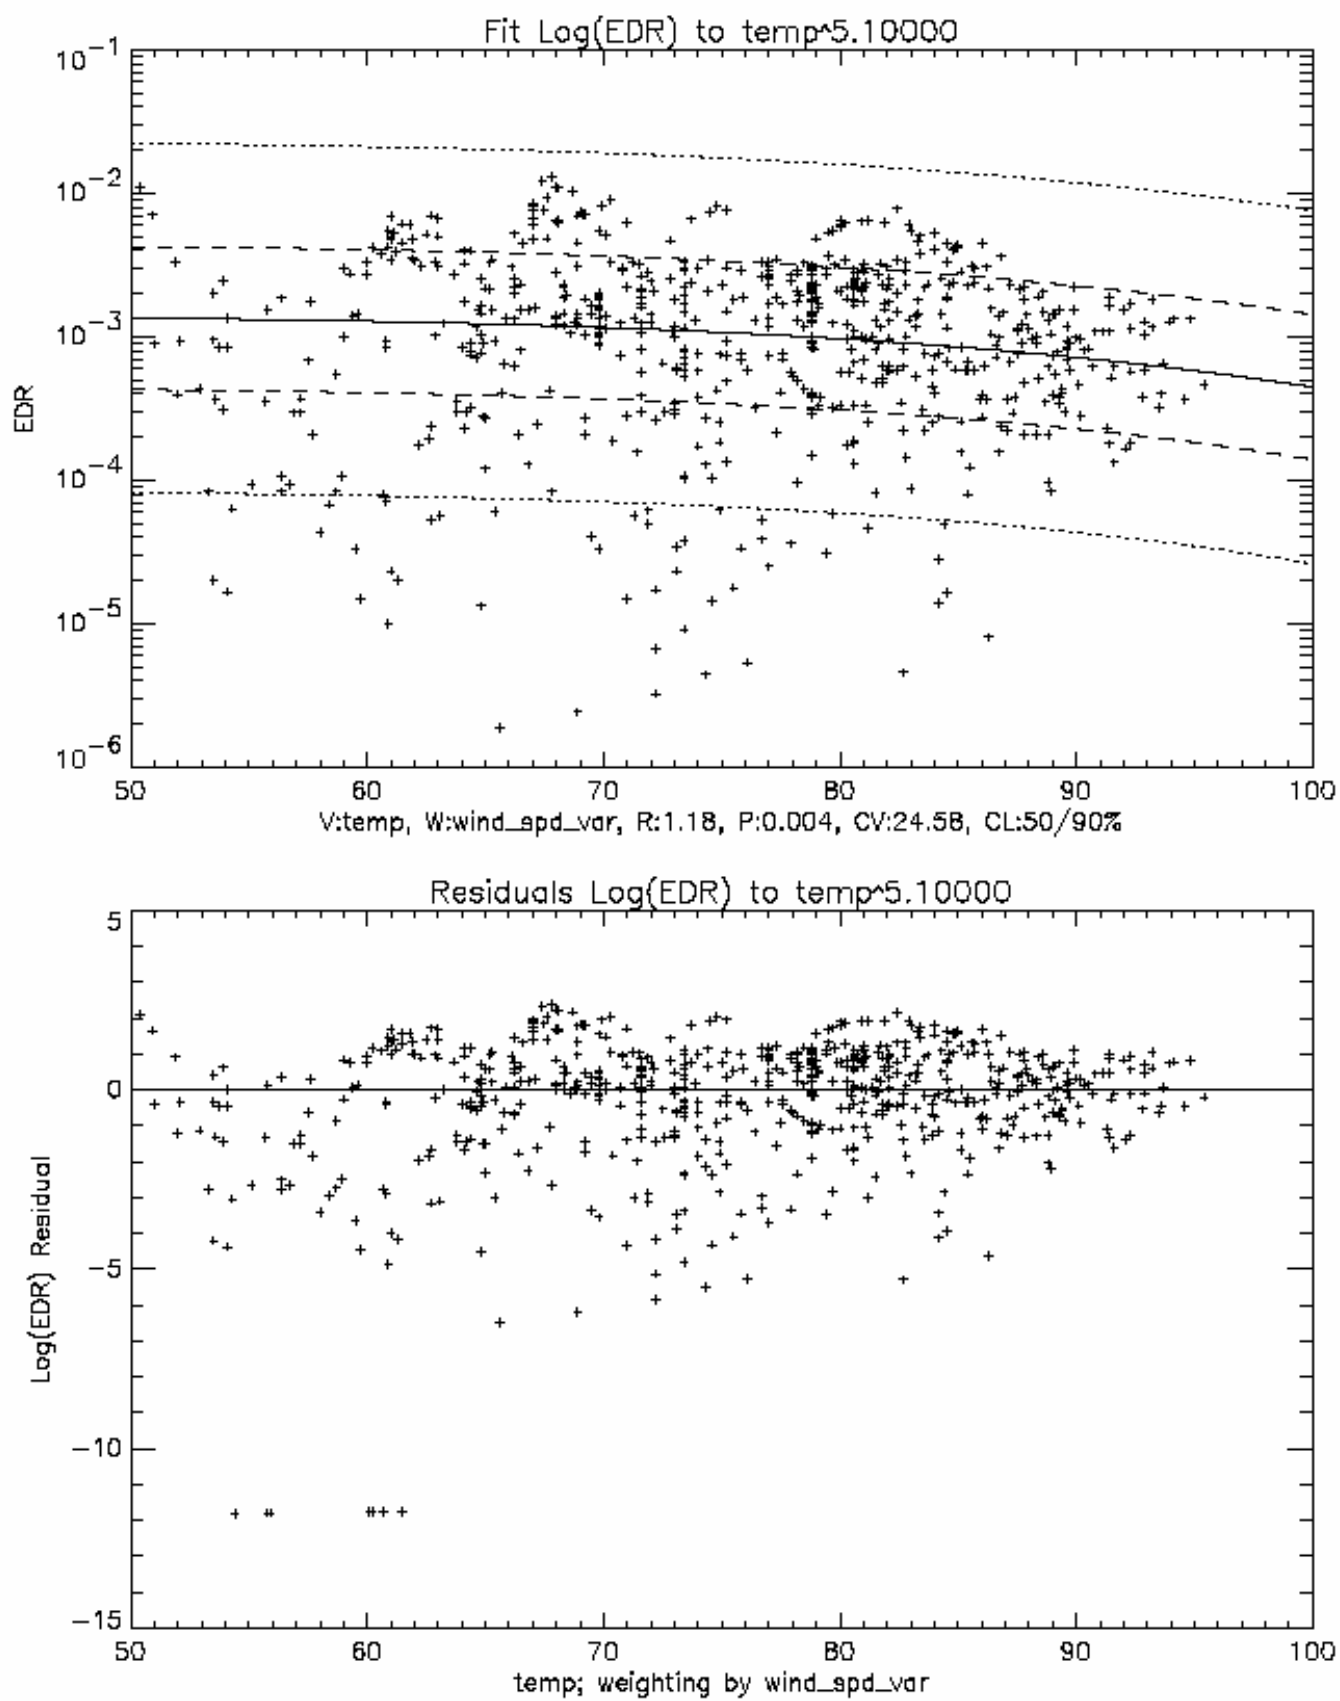 Fit Log(EDR) to temp^5.10000
10-1
10-2
10-3
10-4
10-5
10-6
EDR
50 60 70 80 90 100
V:temp, W:wind_spd_var, R:1.18, P:0.004, CV:24.58, CL:50/90%
Residuals Log(EDR) to temp^5.10000
5
0
-5
-10
-15
Log(EDR) Residual
50 60 70 80 90 100
temp; weighting by wind_spd_var